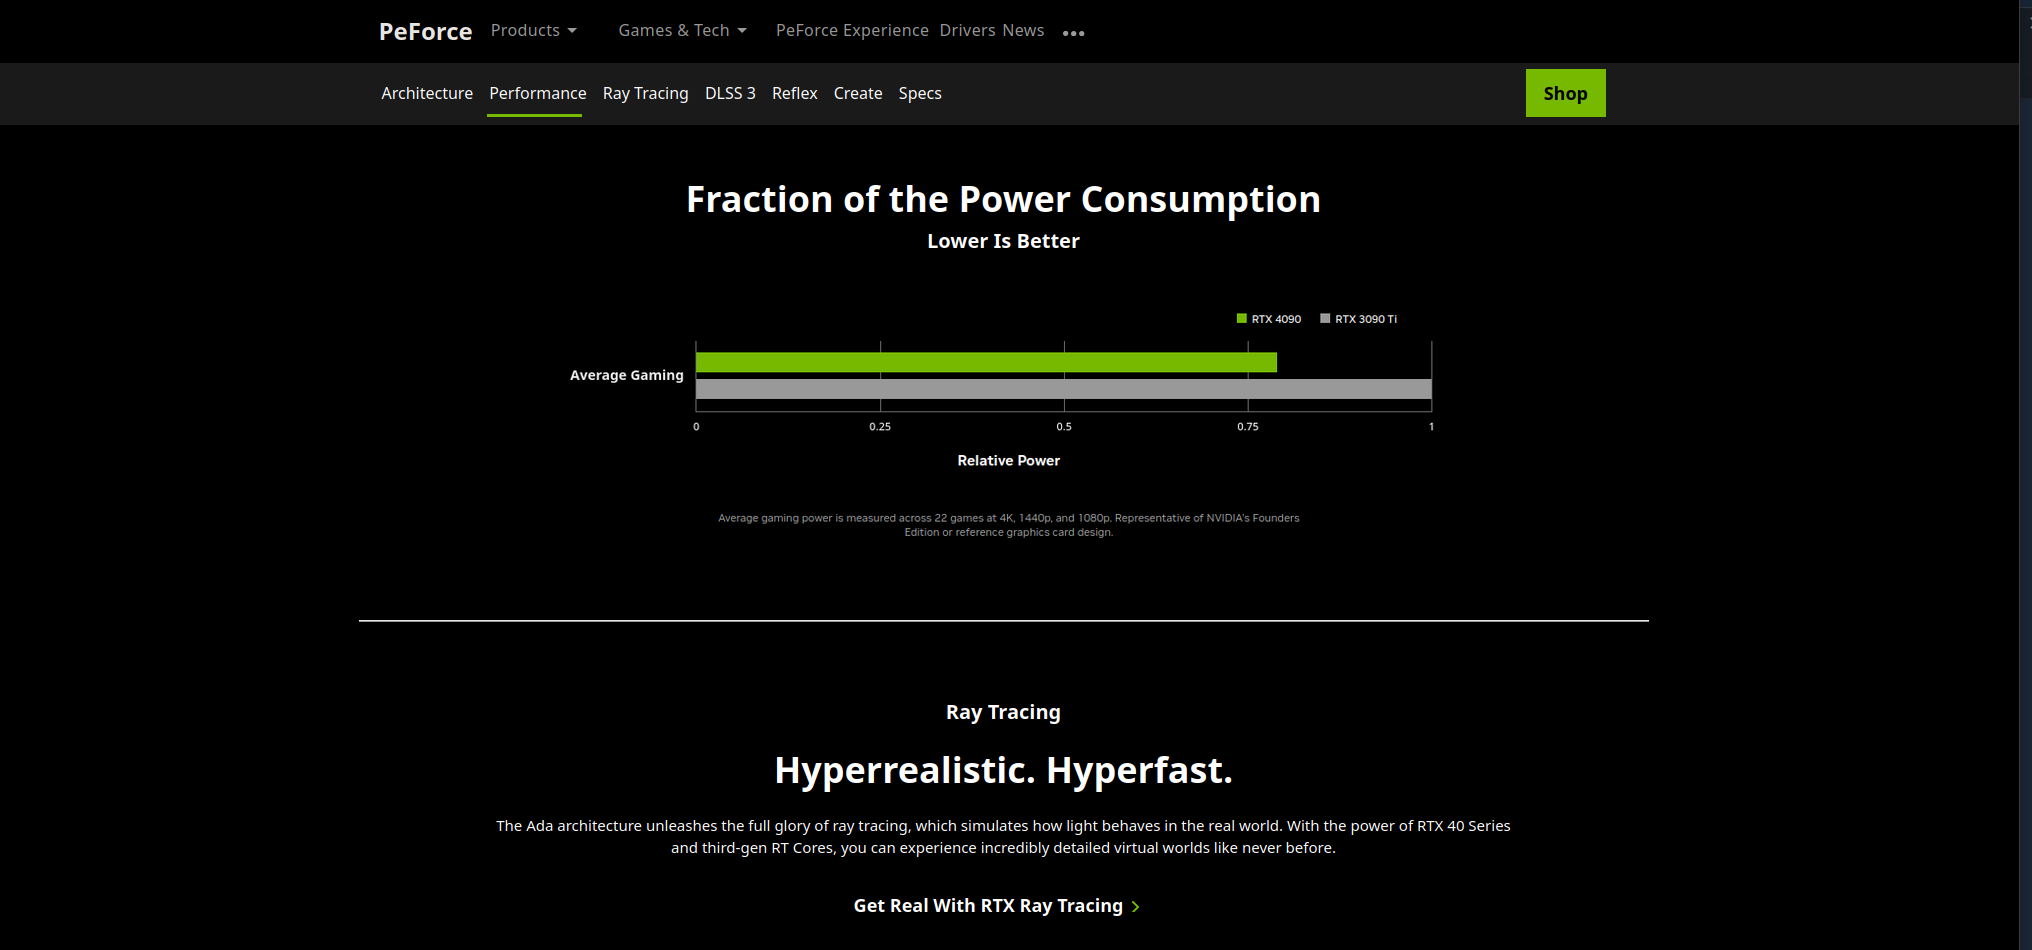 PeForce Products Games & Tech PeForce Experience Drivers News
Architecture Performance Ray Tracing DLSS 3 Reflex Create Specs Shop
Fraction of the Power Consumption
Lower Is Better
RTX 4090 RTX 3090 Ti
Average Gaming
0 0.25 0.5 0.75 1
Relative Power
Average gaming power is measured across 22 games at 4K, 1440p, and 1080p. Representative of NVIDIA's Founders
Edition or reference graphics card design.
Ray Tracing
Hyperrealistic. Hyperfast.
The Ada architecture unleashes the full glory of ray tracing, which simulates how light behaves in the real world. With the power of RTX 40 Series
and third-gen RT Cores, you can experience incredibly detailed virtual worlds like never before.
Get Real With RTX Ray Tracing